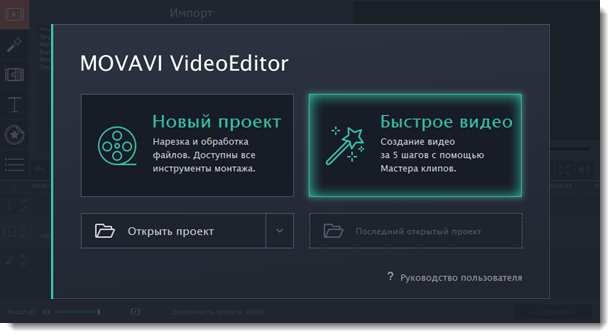 Импорт
MOVAVI VideoEditor
Новый проект
Нарезка и обработка
файлов. Доступны все
инструменты монтажа.
Быстрое видео
Создание видео
за 5 шагов с помощью
Мастера клипов.
Открыть проект
Последний открытый проект
? Руководство пользователя